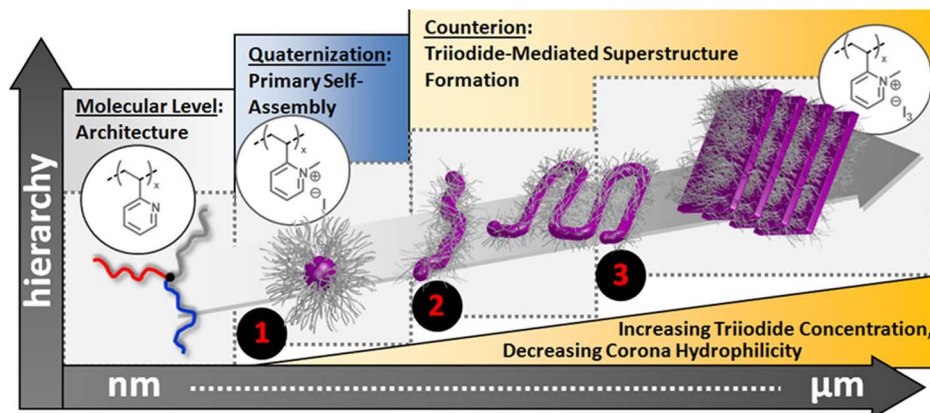 Counterion:
Triiodide-Mediated Superstructure
Formation
Quaternization:
Primary Self-
Assembly
Molecular Level:
Architecture
x
N
x
N
⊕
⊖
I
x
N
⊕
⊖ I3
hierarchy
1
2
3
Increasing Triiodide Concentration,
Decreasing Corona Hydrophilicity
nm
μm